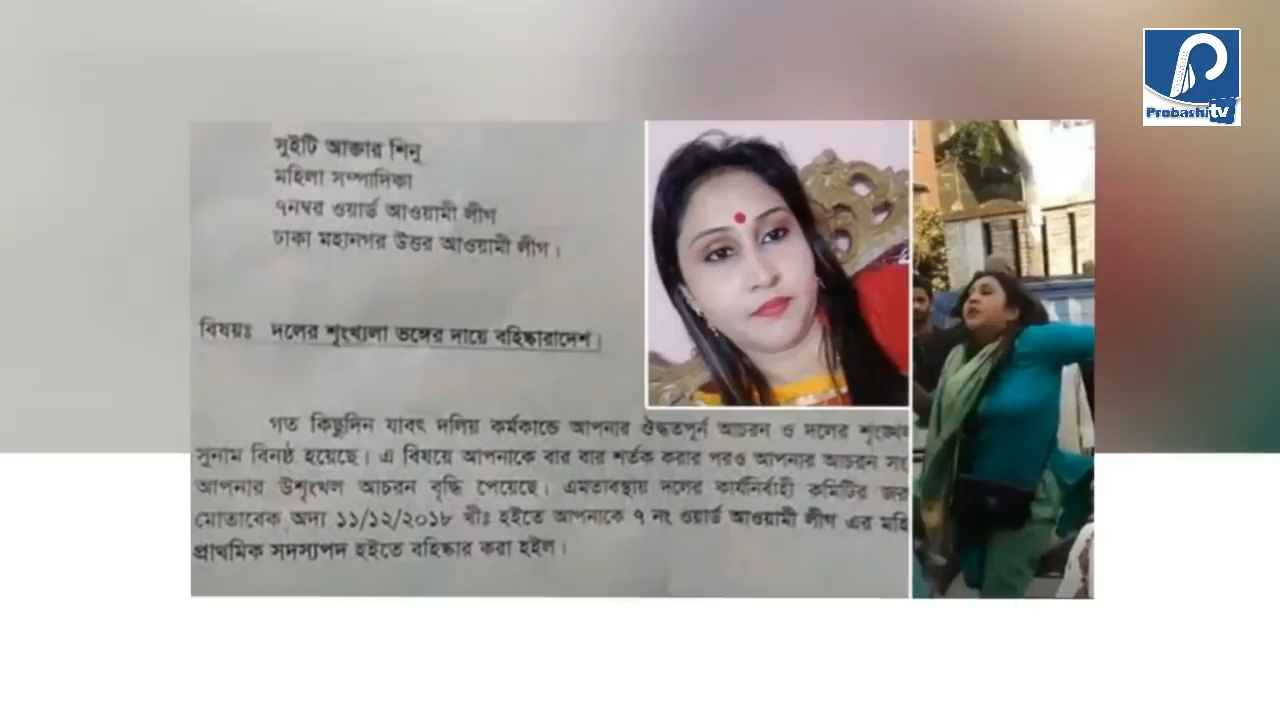 সুইটি আক্তার শিনু
মহিলা সম্পাদিকা
৭নম্বর ওয়ার্ড আওয়ামী লীগ
ঢাকা মহানগর উত্তর আওয়ামী লীগ।
বিষয়ঃ দলের শৃংখ্যলা ভঙ্গের দায়ে বহিষ্কারাদেশ।
গত কিছুদিন যাবৎ দলিয় কর্মকান্ডে আপনার ঔদ্ধতপূর্ন আচরন ও দলের
সুনাম বিনষ্ঠ হয়েছে। এ বিষয়ে আপনাকে বার বার শর্তক করার পরও আপনার আচরন
আপনার উশৃংখল আচরন বৃদ্ধি পেয়েছে। এমতাবস্থায় দলের কার্যনির্বাহী কমিটির
মোতাবেক অদ্য ১১/১২/২০১৮ খ্রীঃ হইতে আপনাকে ৭ নং ওয়ার্ড আওয়ামী লীগ এর
প্রাথমিক সদস্যপদ হইতে বহিষ্কার করা হইল।
Probashi tv